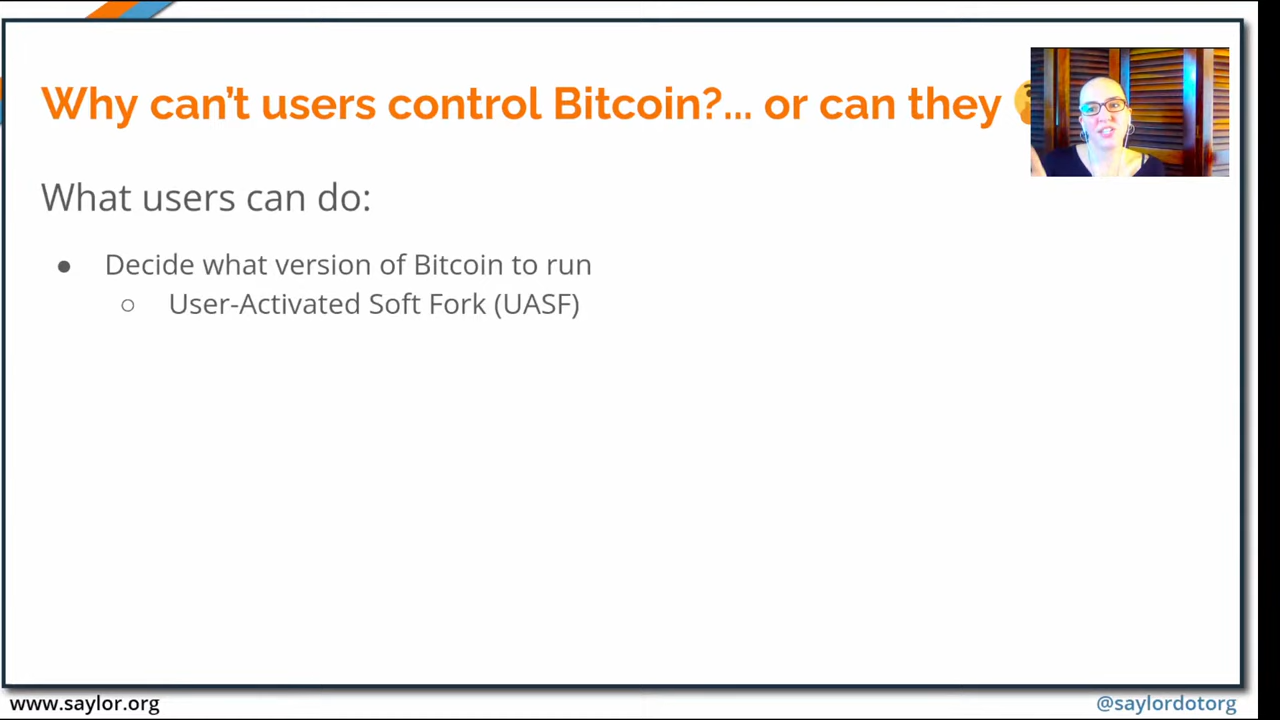 Why can't users control Bitcoin?... or can they
What users can do:
● Decide what version of Bitcoin to run
○ User-Activated Soft Fork (UASF)
www.saylor.org
@saylordotorg